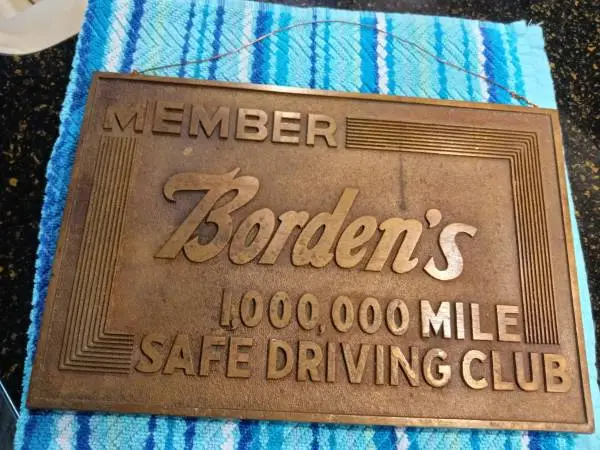 MEMBER
Borden's
1,000,000 MILE
SAFE DRIVING CLUB